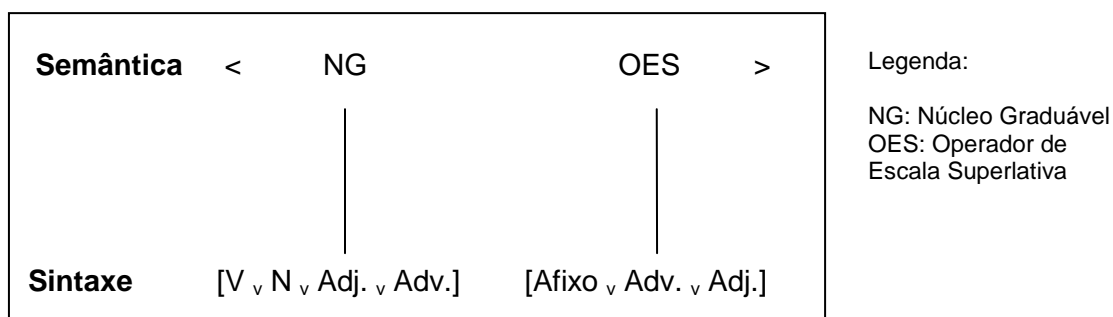 Semântica < NG OES >
Legenda:
NG: Núcleo Graduável
OES: Operador de
Escala Superlativa
Sintaxe [V v N v Adj. v Adv.] [Afixo v Adv. v Adj.]